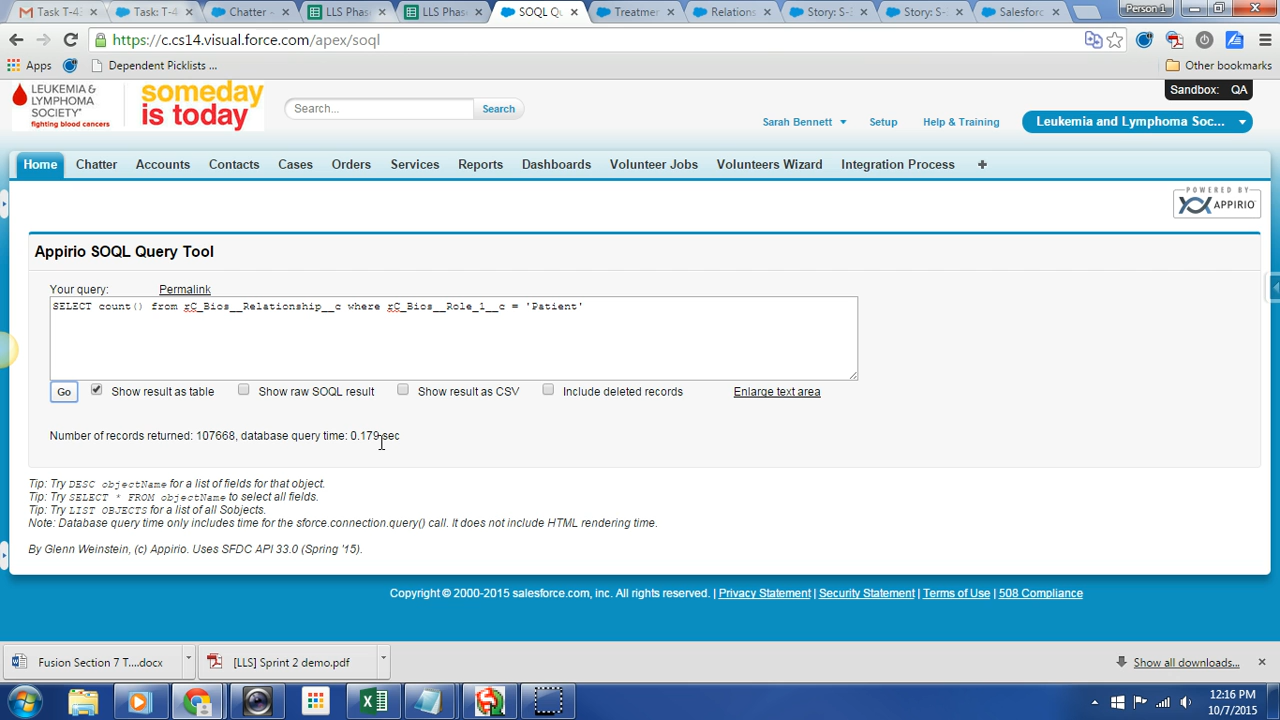 Task T-4
Task: T-4
Chatter -
LLS Phas
LLS Phas
SOQL Q
Treatmer
Relations
Story: S-
Story: S-
Salesforc
Person 1
https://c.cs14.visual.force.com/apex/soql
Apps
Dependent Picklists ...
Other bookmarks
LEUKEMIA &
LYMPHOMA
SOCIETY
fighting blood cancers
someday
is today
Search...
Search
Sandbox: QA
Sarah Bennett
Setup
Help & Training
Leukemia and Lymphoma Soc...
Home
Chatter
Accounts
Contacts
Cases
Orders
Services
Reports
Dashboards
Volunteer Jobs
Volunteers Wizard
Integration Process
+
POWERED BY
APPIRIO
Appirio SOQL Query Tool
Your query:
Permalink
SELECT count() from rC_Bios__Relationship__c where rC_Bios__Role_1__c = 'Patient'
Go
Show result as table
Show raw SOQL result
Show result as CSV
Include deleted records
Enlarge text area
Number of records returned: 107668, database query time: 0.179 sec
Tip: Try DESC objectName for a list of fields for that object.
Tip: Try SELECT * FROM objectName to select all fields.
Tip: Try LIST OBJECTS for a list of all Sobjects.
Note: Database query time only includes time for the sforce.connection.query() call. It does not include HTML rendering time.
By Glenn Weinstein, (c) Appirio. Uses SFDC API 33.0 (Spring '15).
Copyright © 2000-2015 salesforce.com, inc. All rights reserved. | Privacy Statement | Security Statement | Terms of Use | 508 Compliance
Fusion Section 7 T....docx
[LLS] Sprint 2 demo.pdf
Show all downloads...
12:16 PM
10/7/2015